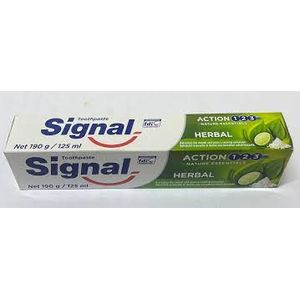 Toothpaste
Signal
Net 190 g / 125 ml
ACTION 1 2 3
NATURE ESSENTIALS
HERBAL
Toothpaste
Signal
Net 190 g / 125 ml
ACTION 1 2 3
NATURE ESSENTIALS
HERBAL